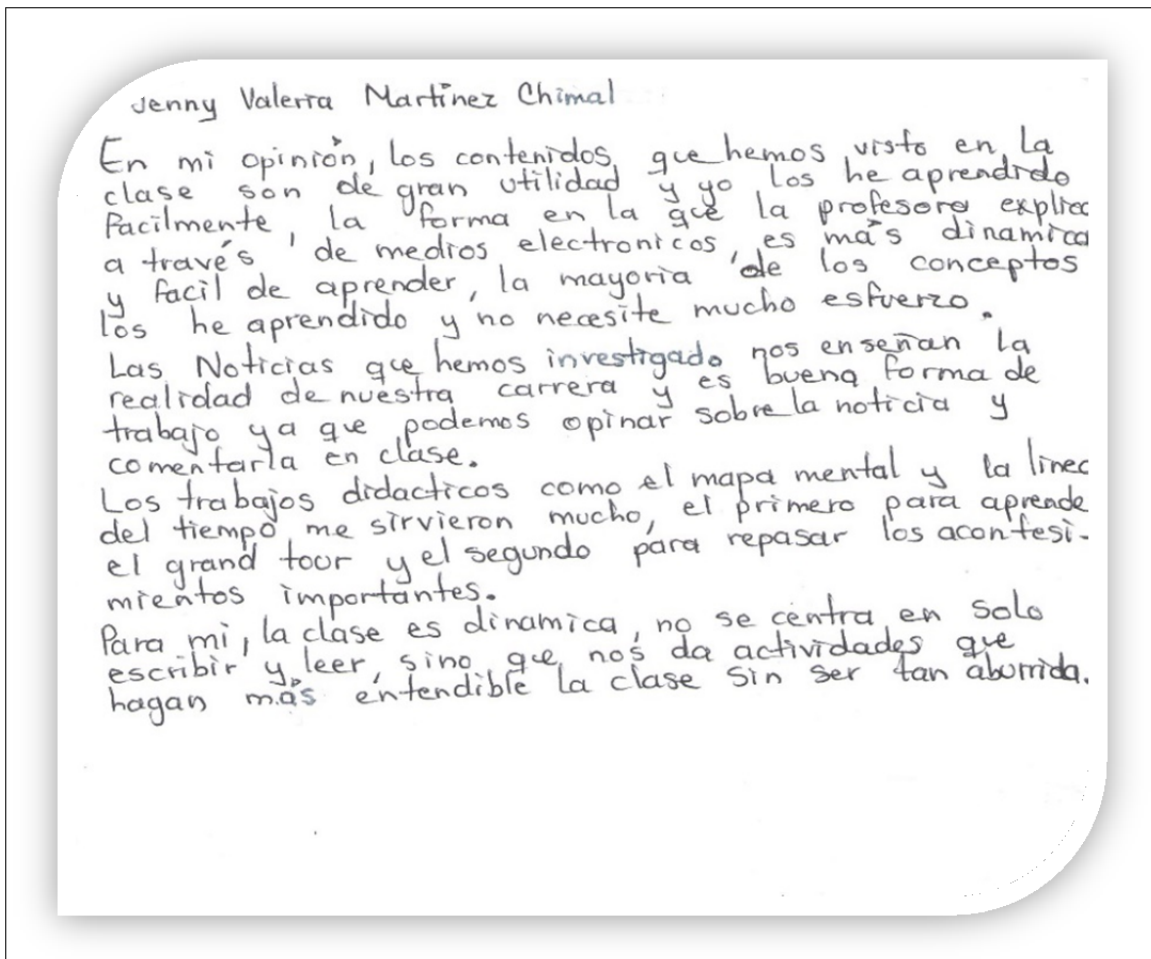 Jenny Valeria Martínez Chimal
En mi opinión, los contenidos que hemos visto en la
clase son de gran utilidad y yo los he aprendido
facilmente, la forma en la que la profesora explica
a través de medios electronicos, es más dinamica
y facil de aprender, la mayoria de los conceptos
los he aprendido y no necesite mucho esfuerzo.
Las Noticias que hemos investigado nos enseñan la
realidad de nuestra carrera y es buena forma de
trabajo ya que podemos opinar sobre la noticia y
comentarla en clase.
Los trabajos didacticos como el mapa mental y la linea
del tiempo me sirvieron mucho, el primero para aprende
el grand tour y el segundo para repasar los acontesi-
mientos importantes.
Para mi, la clase es dinamica, no se centra en solo
escribir y leer, sino que nos da actividades que
hagan más entendible la clase sin ser tan aburrida.